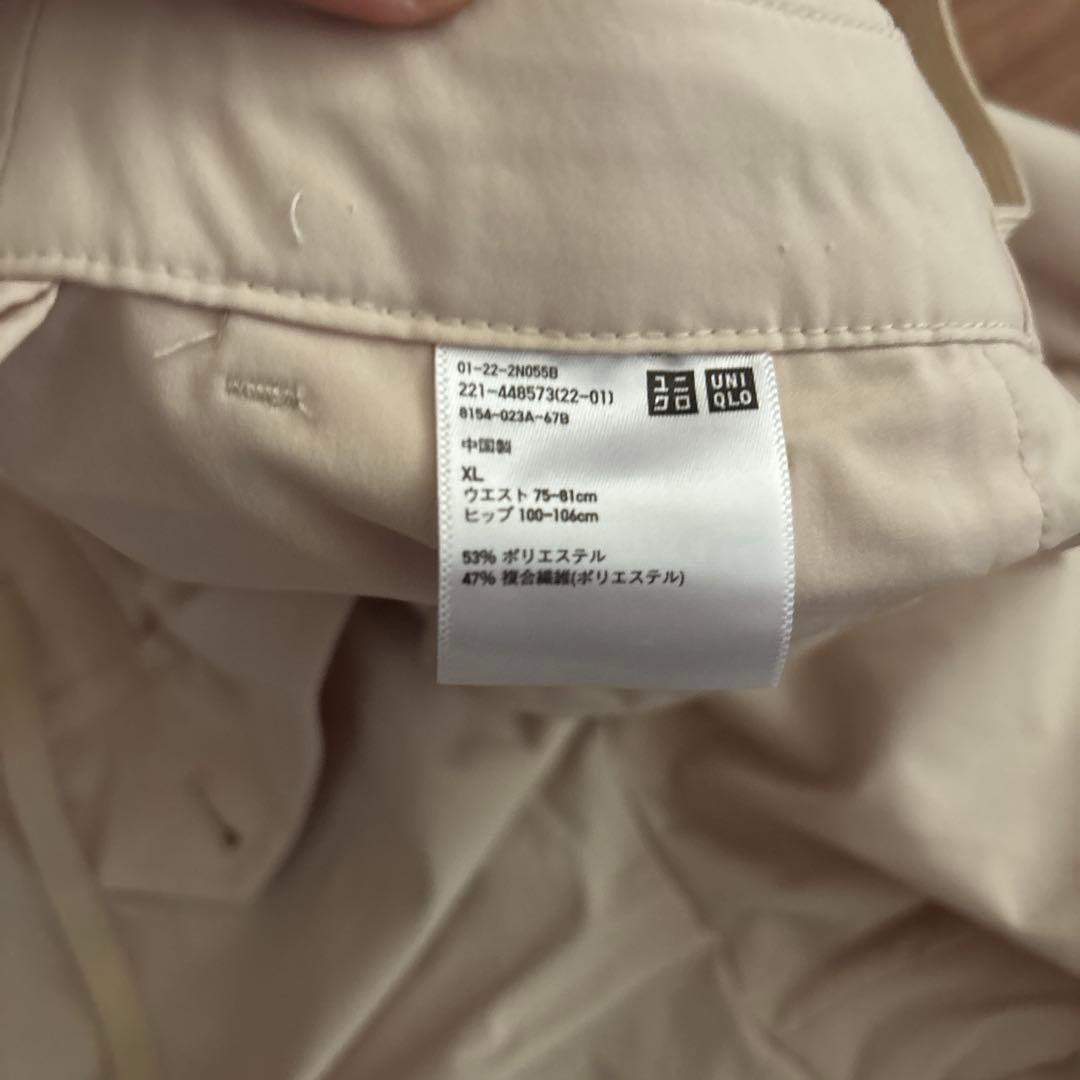 01-22-2N055B
221-448573(22-01)
8154-023A-67B
ユニクロ
UNIQLO
中国製
XL
ウエスト 75-81cm
ヒップ 100-106cm
53% ポリエステル
47% 複合繊維(ポリエステル)